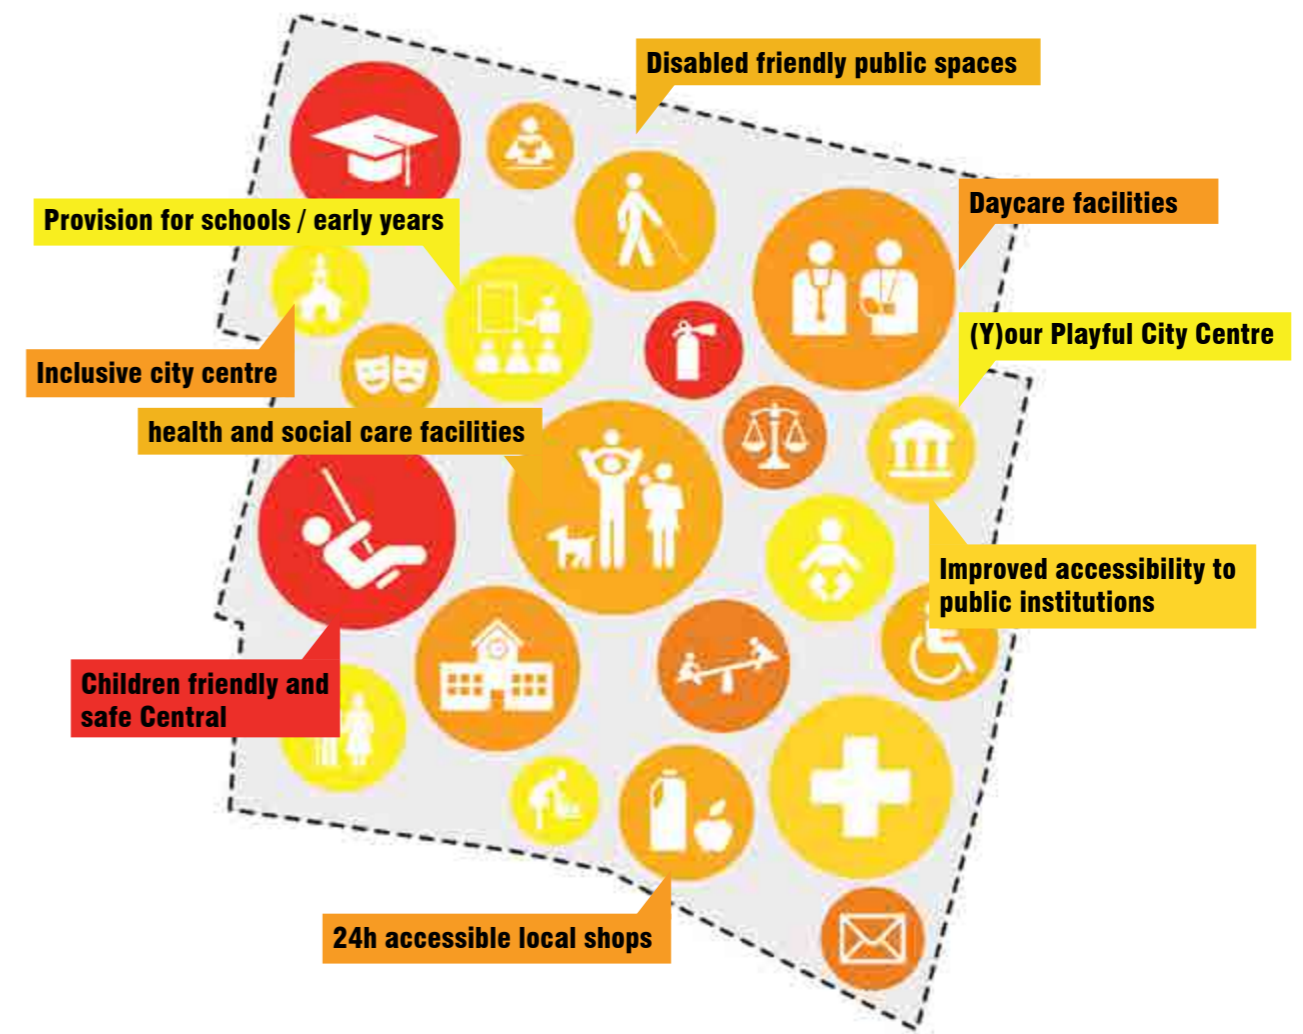 Disabled friendly public spaces
Daycare facilities
Provision for schools / early years
(Y)our Playful City Centre
Inclusive city centre
health and social care facilities
Improved accessibility to
public institutions
Children friendly and
safe Central
24h accessible local shops